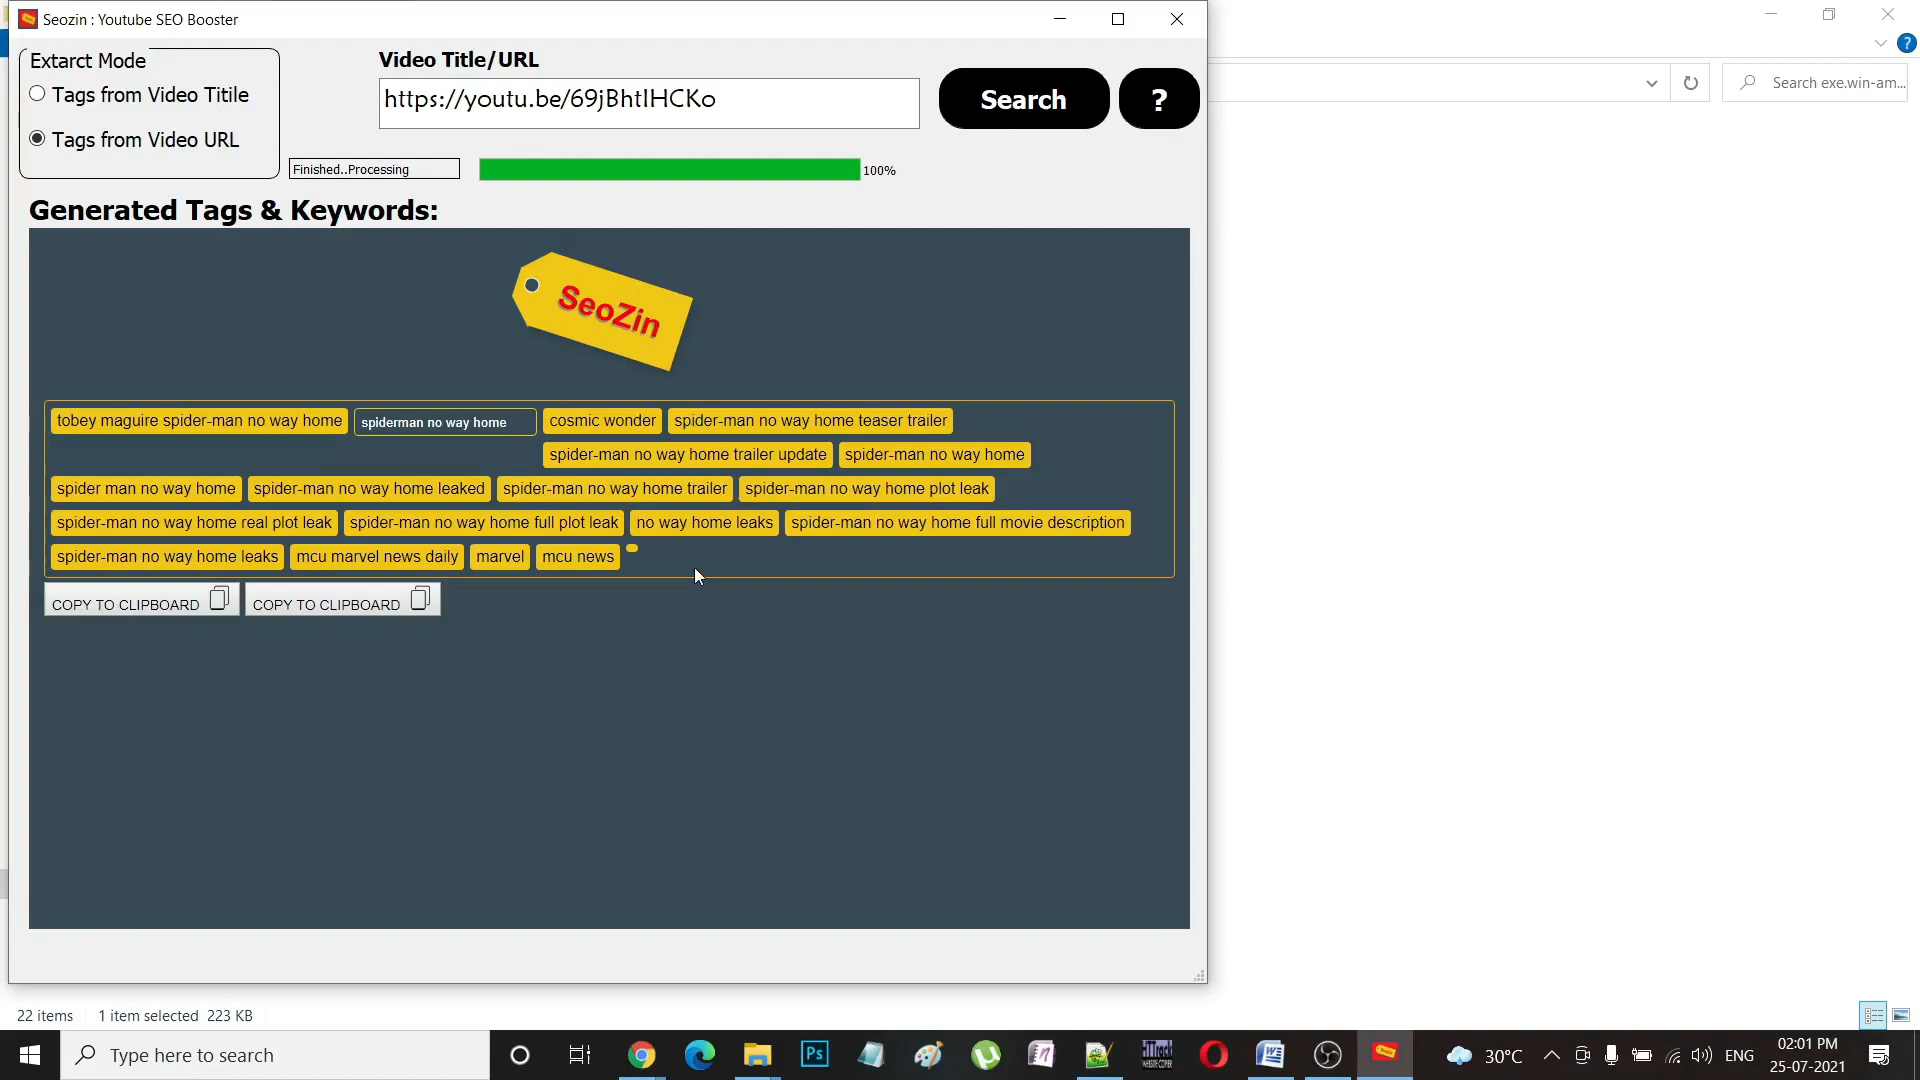 Seozin : Youtube SEO Booster
Extarct Mode
Tags from Video Titile
Tags from Video URL
Video Title/URL
https://youtu.be/69jBhtIHCKo
Search
?
Finished..Processing
100%
Generated Tags & Keywords:
SeoZin
tobey maguire spider-man no way home spiderman no way home cosmic wonder spider-man no way home teaser trailer
spider-man no way home trailer update spider-man no way home
spider man no way home spider-man no way home leaked spider-man no way home trailer spider-man no way home plot leak
spider-man no way home real plot leak spider-man no way home full plot leak no way home leaks spider-man no way home full movie description
spider-man no way home leaks mcu marvel news daily marvel mcu news
COPY TO CLIPBOARD COPY TO CLIPBOARD
?
Search exe.win-am...
22 items 1 item selected 223 KB
Type here to search
Ps
30°C
ENG
02:01 PM
25-07-2021